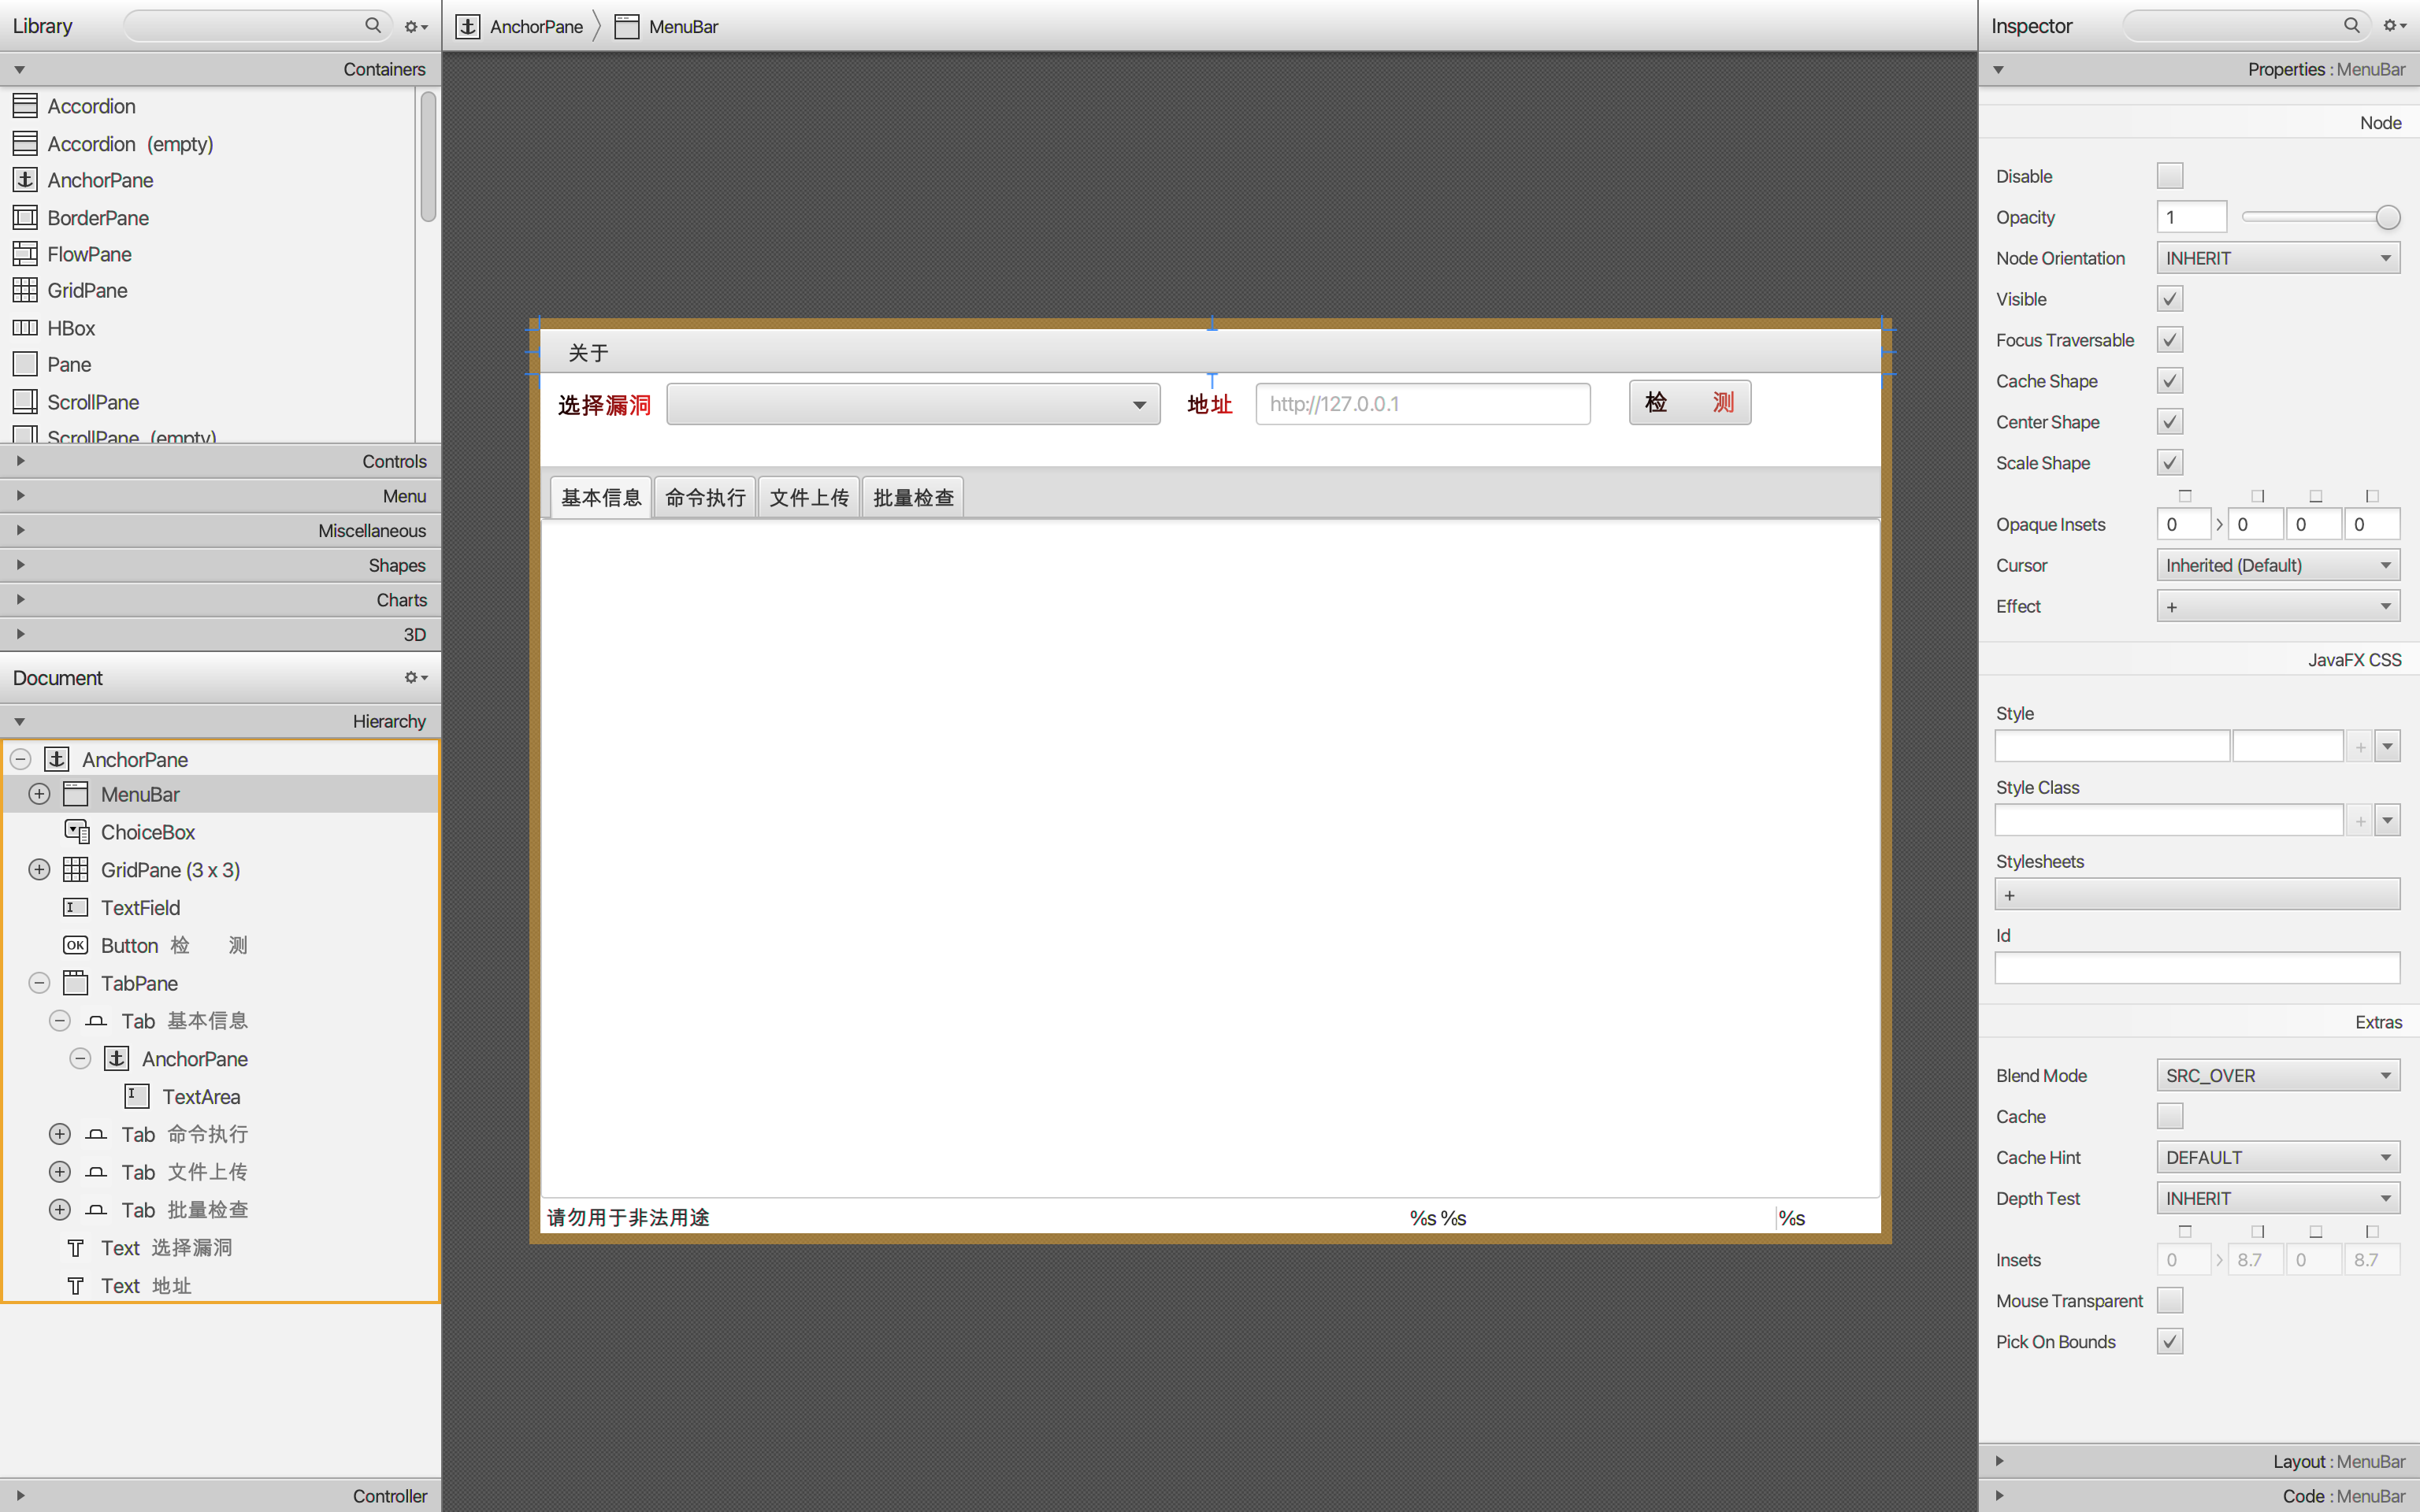 Library
Containers
Accordion
Accordion (empty)
AnchorPane
BorderPane
FlowPane
GridPane
HBox
Pane
ScrollPane
ScrollPane (empty)
Controls
Menu
Miscellaneous
Shapes
Charts
3D
Document
Hierarchy
AnchorPane
MenuBar
ChoiceBox
GridPane (3 x 3)
TextField
OK Button 检 测
TabPane
Tab 基本信息
AnchorPane
TextArea
Tab 命令执行
Tab 文件上传
Tab 批量检查
Text 选择漏洞
Text 地址
Controller
AnchorPane MenuBar
关于
选择漏洞 地址 http://127.0.0.1 检 测
基本信息 命令执行 文件上传 批量检查
请勿用于非法用途 %s %s %s
Inspector
Properties : MenuBar
Node
Disable
Opacity 1
Node Orientation INHERIT
Visible
Focus Traversable
Cache Shape
Center Shape
Scale Shape
Opaque Insets 0 0 0 0
Cursor Inherited (Default)
Effect +
JavaFX CSS
Style
+
Style Class
+
Stylesheets
+
Id
Extras
Blend Mode SRC_OVER
Cache
Cache Hint DEFAULT
Depth Test INHERIT
Insets 0 8.7 0 8.7
Mouse Transparent
Pick On Bounds
Layout : MenuBar
Code : MenuBar